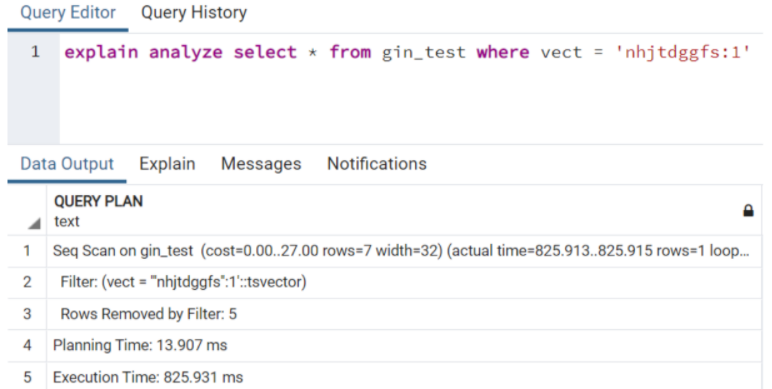 Query Editor Query History
1 explain analyze select * from gin_test where vect = 'nhjtdggfs:1'
Data Output Explain Messages Notifications
QUERY PLAN
text
1 Seq Scan on gin_test (cost=0.00..27.00 rows=7 width=32) (actual time=825.913..825.915 rows=1 loop...
2 Filter: (vect = '''nhjtdggfs'':1'::tsvector)
3 Rows Removed by Filter: 5
4 Planning Time: 13.907 ms
5 Execution Time: 825.931 ms